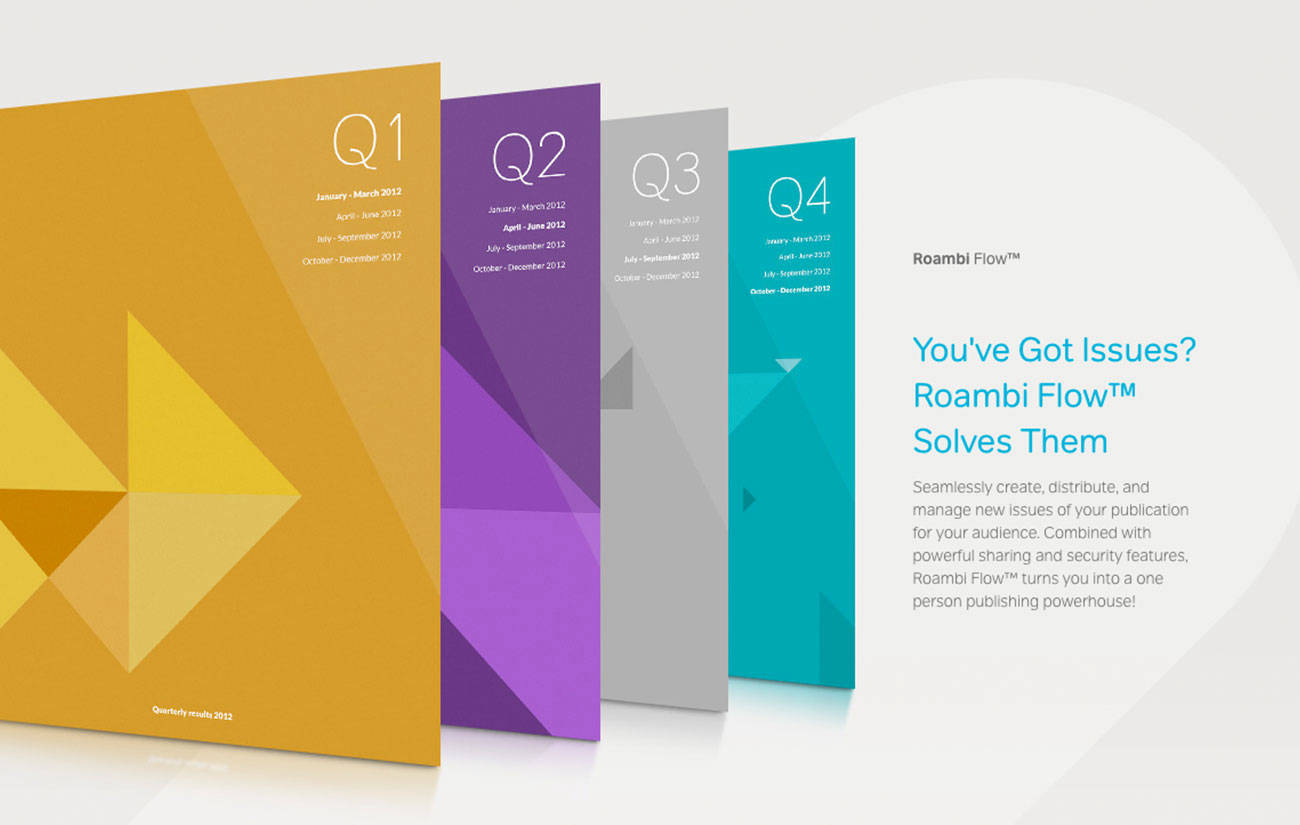 Q1
January - March 2012
April - June 2012
July - September 2012
October - December 2012
Quarterly results 2012
Q2
January - March 2012
April - June 2012
July - September 2012
October - December 2012
Q3
January - March 2012
April - June 2012
July - September 2012
October - December 2012
Q4
January - March 2012
April - June 2012
July - September 2012
October - December 2012
Roambi Flow™
You've Got Issues?
Roambi Flow™
Solves Them
Seamlessly create, distribute, and
manage new issues of your publication
for your audience. Combined with
powerful sharing and security features,
Roambi Flow™ turns you into a one
person publishing powerhouse!